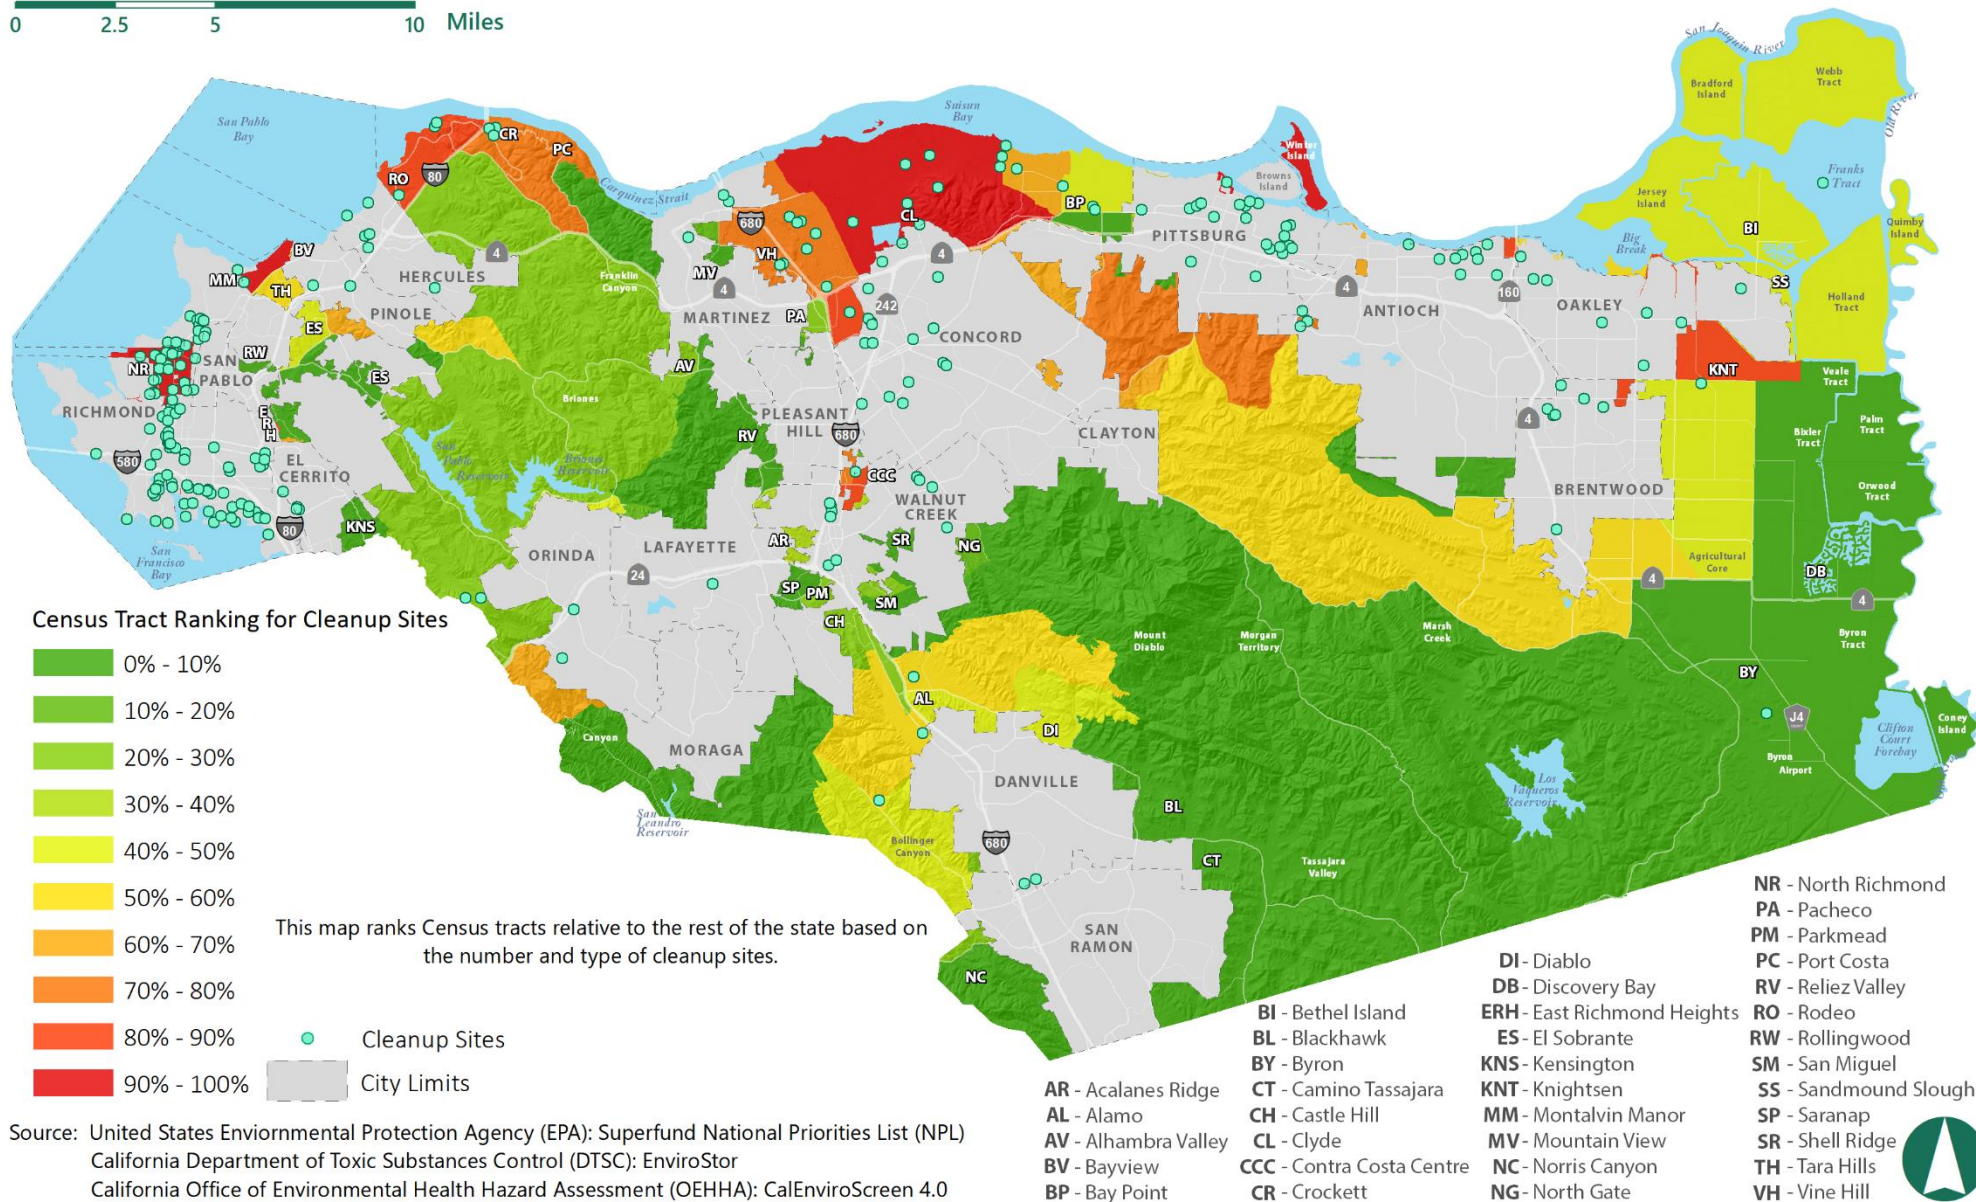 0 2.5 5 10 Miles
San Joaquin River
Webb Tract
Bradford Island
Old River
San Pablo Bay
Suisun Bay
CR
PC
RO
80
Carquinez Strait
Winter Island
Browns Island
Franks Tract
Jersey Island
Quimby Island
BP
CL
680
VH
BI
PITTSBURG
Big Break
4
BV
MM
TH
HERCULES
4
Franklin Canyon
MV
4
242
4
ANTIOCH
160
OAKLEY
SS
Holland Tract
ES
PINOLE
MARTINEZ
PA
CONCORD
RW
SAN PABLO
NR
ES
AV
KNT
Veale Tract
RICHMOND
Briones
PLEASANT HILL
CLAYTON
Palm Tract
E
R
H
RV
680
4
Bixler Tract
580
EL CERRITO
San Pablo Reservoir
Briones Reservoir
CCC
WALNUT CREEK
BRENTWOOD
Orwood Tract
80
KNS
San Francisco Bay
ORINDA
LAFAYETTE
AR
SR
NG
24
Agricultural Core
4
DB
4
SP
PM
SM
CH
Mount Diablo
Morgan Territory
Marsh Creek
Byron Tract
BY
AL
DI
J4
Clifton Court Forebay
Coney Island
Canyon
MORAGA
Byron Airport
DANVILLE
Los Vaqueros Reservoir
San Leandro Reservoir
BL
680
Bollinger Canyon
CT
Tassajara Valley
SAN RAMON
NC
Census Tract Ranking for Cleanup Sites
0% - 10%
10% - 20%
20% - 30%
30% - 40%
40% - 50%
50% - 60%
60% - 70%
70% - 80%
80% - 90%
90% - 100%
This map ranks Census tracts relative to the rest of the state based on
the number and type of cleanup sites.
Cleanup Sites
City Limits
Source: United States Enviornmental Protection Agency (EPA): Superfund National Priorities List (NPL)
California Department of Toxic Substances Control (DTSC): EnviroStor
California Office of Environmental Health Hazard Assessment (OEHHA): CalEnviroScreen 4.0
AR - Acalanes Ridge
AL - Alamo
AV - Alhambra Valley
BV - Bayview
BP - Bay Point
BI - Bethel Island
BL - Blackhawk
BY - Byron
CT - Camino Tassajara
CH - Castle Hill
CL - Clyde
CCC - Contra Costa Centre
CR - Crockett
DI - Diablo
DB - Discovery Bay
ERH - East Richmond Heights
ES - El Sobrante
KNS - Kensington
KNT - Knightsen
MM - Montalvin Manor
MV - Mountain View
NC - Norris Canyon
NG - North Gate
NR - North Richmond
PA - Pacheco
PM - Parkmead
PC - Port Costa
RV - Reliez Valley
RO - Rodeo
RW - Rollingwood
SM - San Miguel
SS - Sandmound Slough
SP - Saranap
SR - Shell Ridge
TH - Tara Hills
VH - Vine Hill